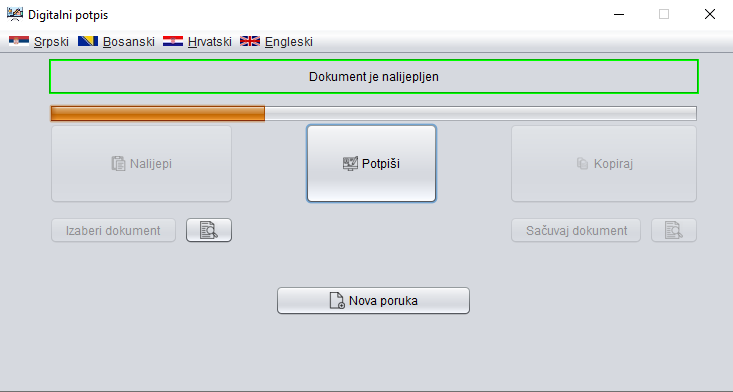 Digitalni potpis
Srpski Bosanski Hrvatski Engleski
Dokument je nalijepljen
Nalijepi Potpiši Kopiraj
Izaberi dokument Sačuvaj dokument
Nova poruka